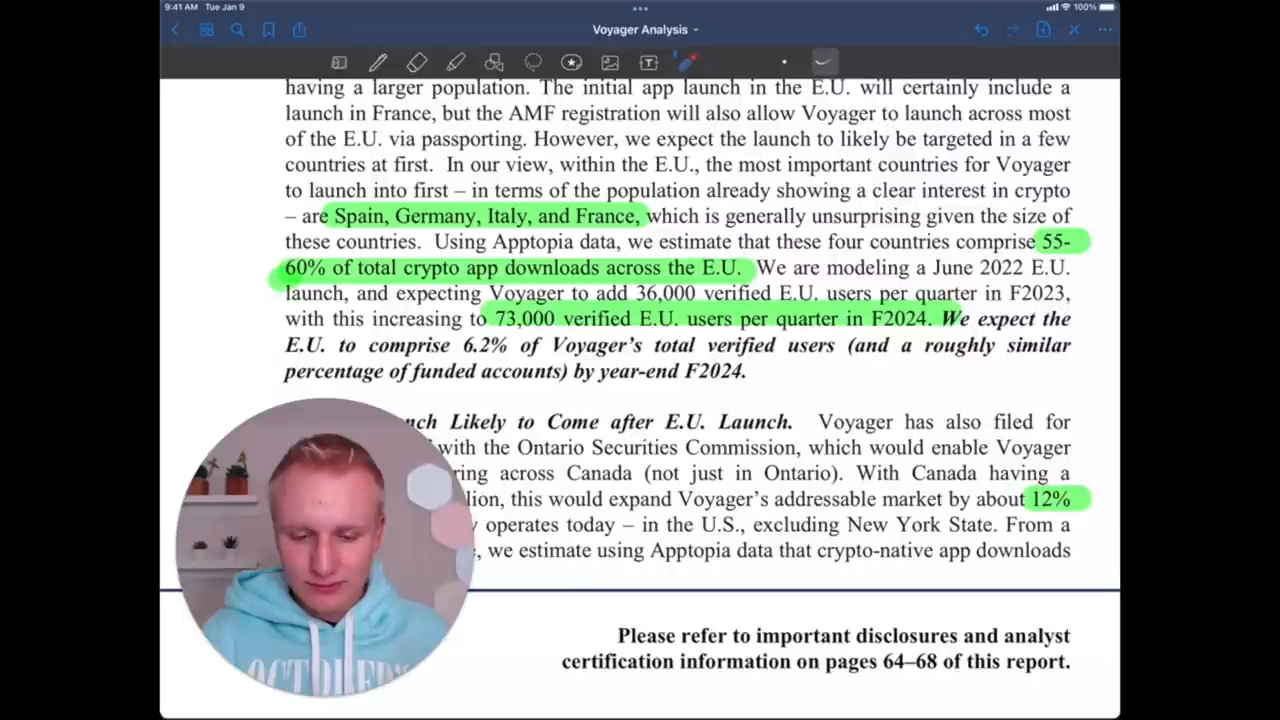 9:41 AM Tue Jan 9
100%
Voyager Analysis
having a larger population. The initial app launch in the E.U. will certainly include a
launch in France, but the AMF registration will also allow Voyager to launch across most
of the E.U. via passporting. However, we expect the launch to likely be targeted in a few
countries at first. In our view, within the E.U., the most important countries for Voyager
to launch into first – in terms of the population already showing a clear interest in crypto
– are Spain, Germany, Italy, and France, which is generally unsurprising given the size of
these countries. Using Apptopia data, we estimate that these four countries comprise 55-
60% of total crypto app downloads across the E.U. We are modeling a June 2022 E.U.
launch, and expecting Voyager to add 36,000 verified E.U. users per quarter in F2023,
with this increasing to 73,000 verified E.U. users per quarter in F2024. We expect the
E.U. to comprise 6.2% of Voyager's total verified users (and a roughly similar
percentage of funded accounts) by year-end F2024.
Likely to Come after E.U. Launch. Voyager has also filed for
with the Ontario Securities Commission, which would enable Voyager
across Canada (not just in Ontario). With Canada having a
this would expand Voyager's addressable market by about 12%
operates today – in the U.S., excluding New York State. From a
we estimate using Apptopia data that crypto-native app downloads
Please refer to important disclosures and analyst
certification information on pages 64–68 of this report.